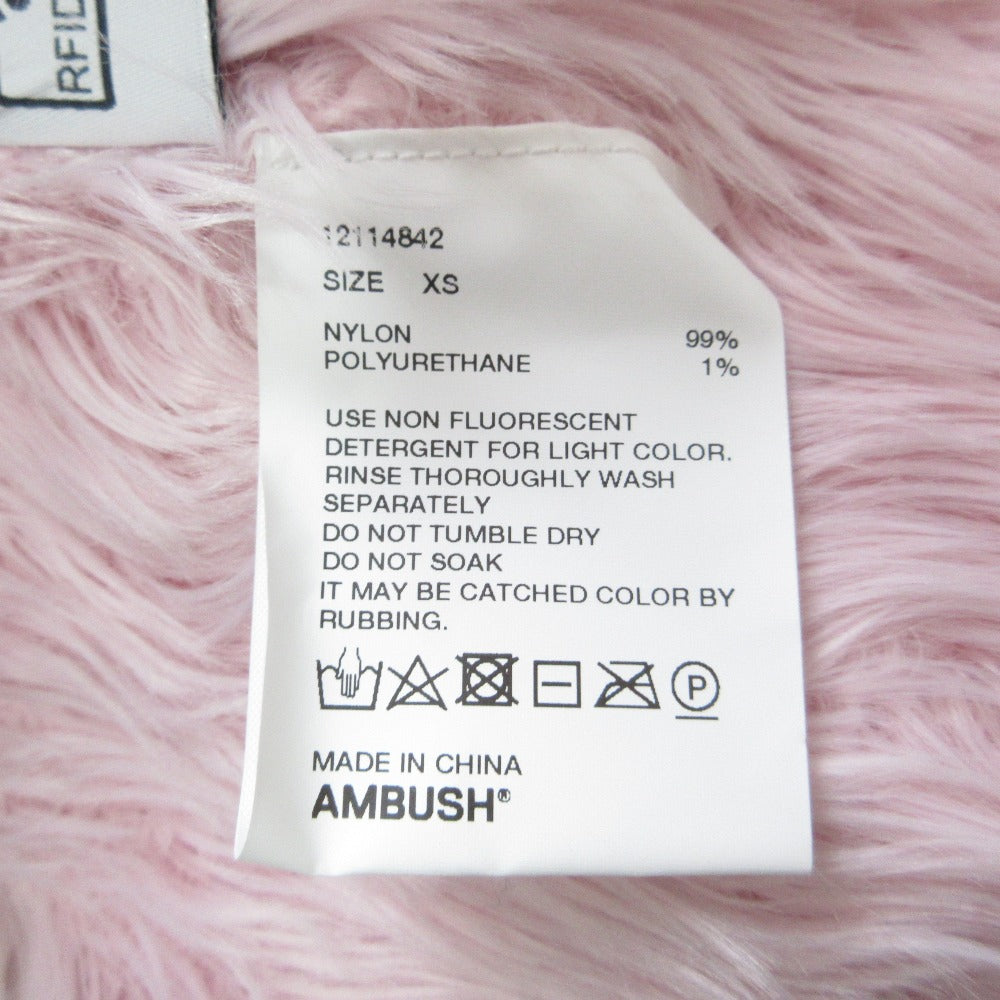 RFID
12114842
SIZE XS
NYLON 99%
POLYURETHANE 1%
USE NON FLUORESCENT
DETERGENT FOR LIGHT COLOR.
RINSE THOROUGHLY WASH
SEPARATELY
DO NOT TUMBLE DRY
DO NOT SOAK
IT MAY BE CATCHED COLOR BY
RUBBING.
P
MADE IN CHINA
AMBUSH®